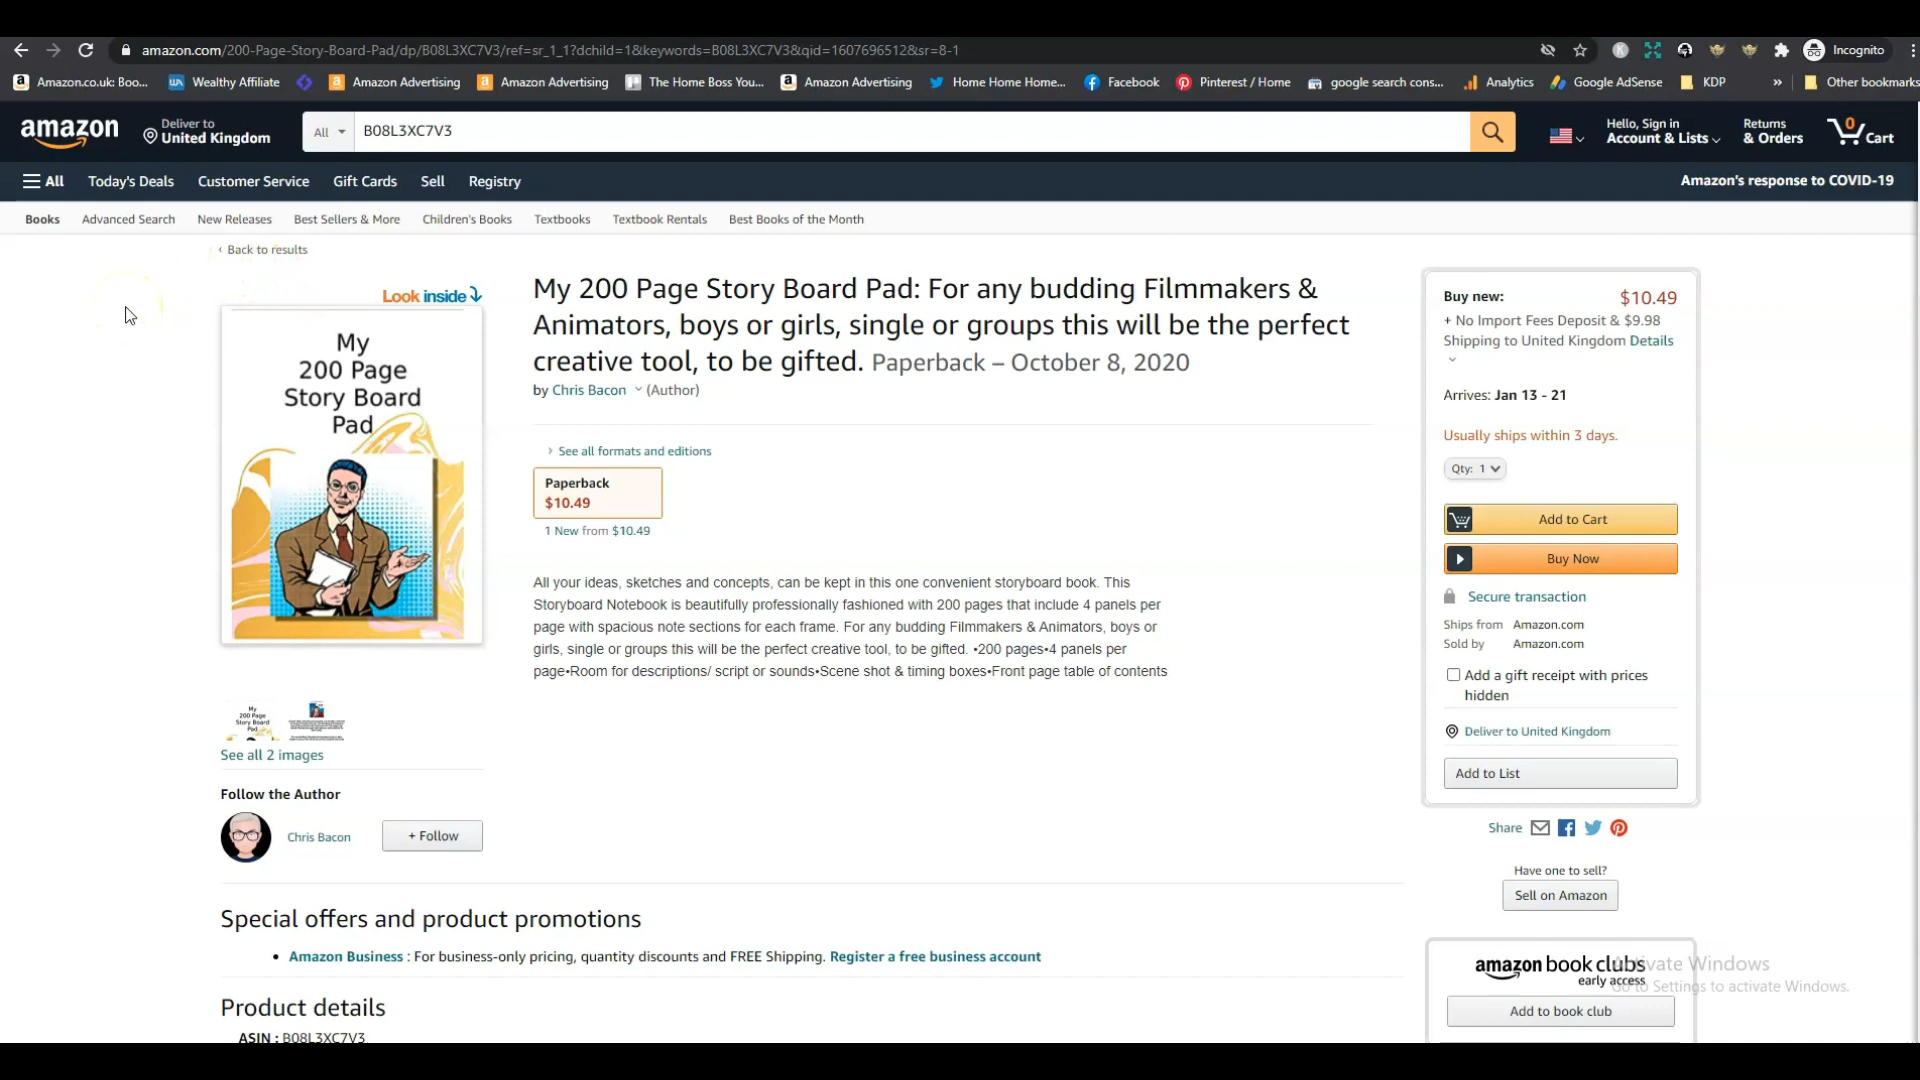 amazon.com/200-Page-Story-Board-Pad/dp/B08L3XC7V3/ref=sr_1_1?dchild=1&keywords=B08L3XC7V3&qid=1607696512&sr=8-1
Incognito
Amazon.co.uk: Boo...
Wealthy Affiliate
Amazon Advertising
Amazon Advertising
The Home Boss You...
Amazon Advertising
Home Home Home...
Facebook
Pinterest / Home
google search cons...
Analytics
Google AdSense
KDP
»
Other bookmarks
amazon
Deliver to
United Kingdom
All
B08L3XC7V3
Hello, Sign in
Account & Lists
Returns
& Orders
0
Cart
All
Today's Deals
Customer Service
Gift Cards
Sell
Registry
Amazon's response to COVID-19
Books
Advanced Search
New Releases
Best Sellers & More
Children's Books
Textbooks
Textbook Rentals
Best Books of the Month
‹ Back to results
Look inside
My
200 Page
Story Board
Pad
My
200 Page
Story Board
Pad
See all 2 images
Follow the Author
Chris Bacon
+ Follow
My 200 Page Story Board Pad: For any budding Filmmakers &
Animators, boys or girls, single or groups this will be the perfect
creative tool, to be gifted. Paperback – October 8, 2020
by Chris Bacon (Author)
› See all formats and editions
Paperback
$10.49
1 New from $10.49
All your ideas, sketches and concepts, can be kept in this one convenient storyboard book. This
Storyboard Notebook is beautifully professionally fashioned with 200 pages that include 4 panels per
page with spacious note sections for each frame. For any budding Filmmakers & Animators, boys or
girls, single or groups this will be the perfect creative tool, to be gifted. •200 pages•4 panels per
page•Room for descriptions/ script or sounds•Scene shot & timing boxes•Front page table of contents
Buy new:
$10.49
+ No Import Fees Deposit & $9.98
Shipping to United Kingdom Details
Arrives: Jan 13 - 21
Usually ships within 3 days.
Qty: 1
Add to Cart
Buy Now
Secure transaction
Ships from Amazon.com
Sold by Amazon.com
Add a gift receipt with prices
hidden
Deliver to United Kingdom
Add to List
Share
Have one to sell?
Sell on Amazon
amazon book clubs
early access
Add to book club
Special offers and product promotions
• Amazon Business : For business-only pricing, quantity discounts and FREE Shipping. Register a free business account
Product details
ASIN : B08L3XC7V3
Activate Windows
Go to Settings to activate Windows.